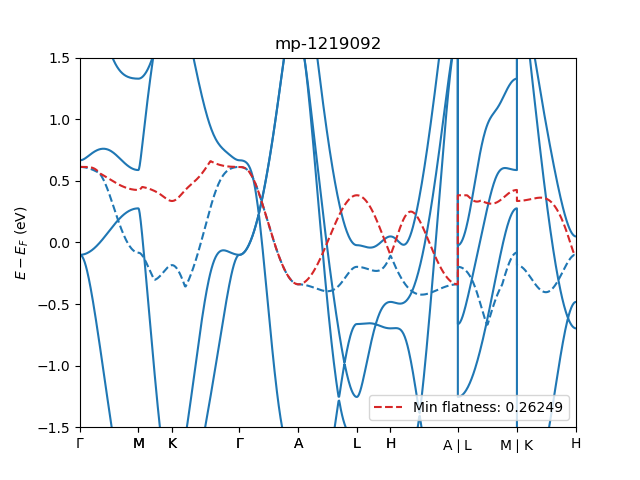 mp-1219092
E − E_F (eV)
1.5
1.0
0.5
0.0
−0.5
−1.0
−1.5
Min flatness: 0.26249
Γ M K Γ A L H A | L M | K H